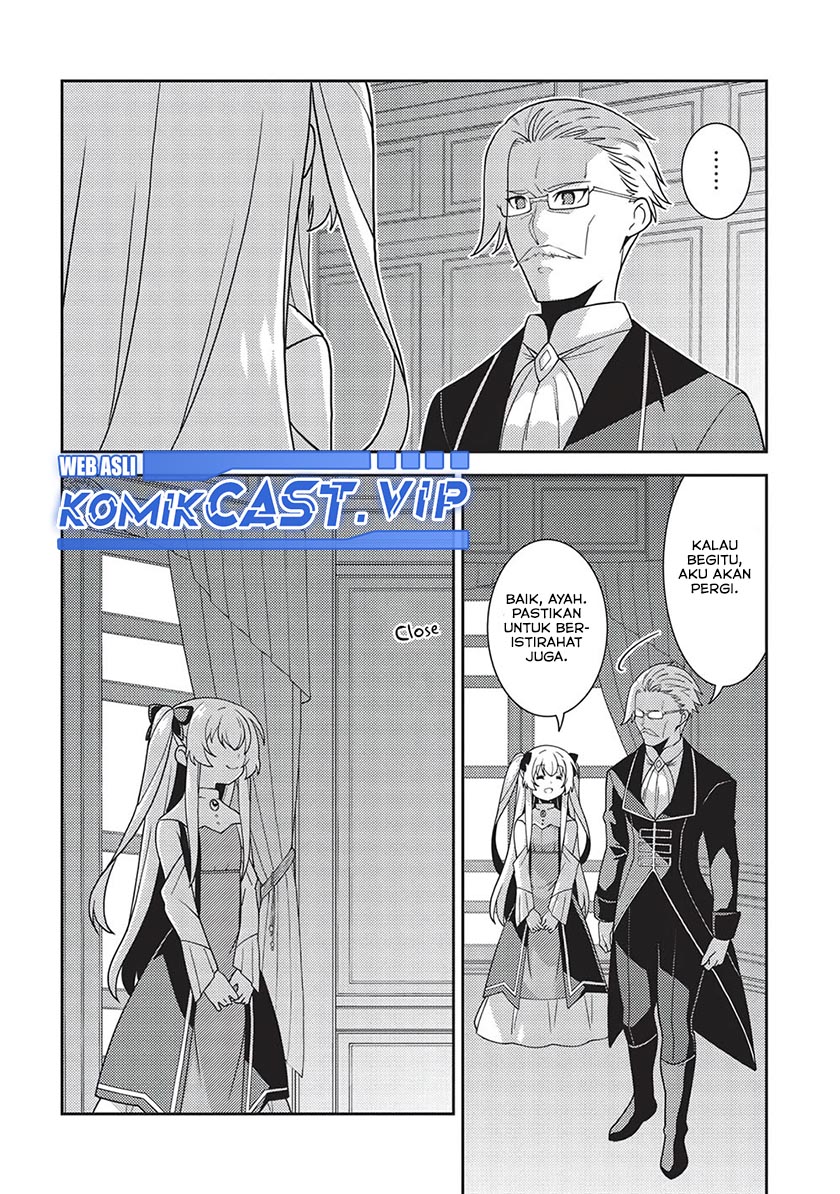 ......
WEB ASLI
KOMIKCAST.VIP
KALAU
BEGITU,
AKU AKAN
PERGI.
BAIK, AYAH.
PASTIKAN
UNTUK BER-
ISTIRAHAT
JUGA.
Close